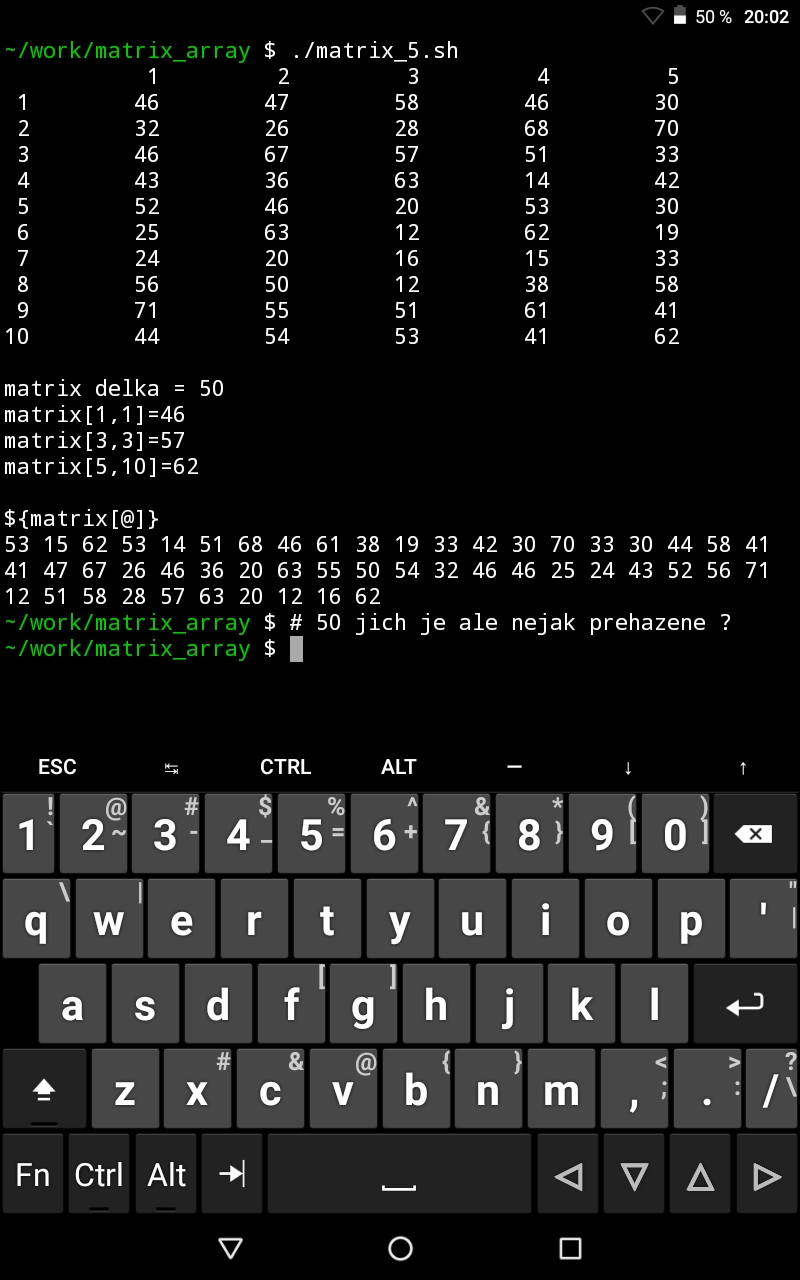 50 % 20:02
~/work/matrix_array $ ./matrix_5.sh
1 2 3 4 5
1 46 47 58 46 30
2 32 26 28 68 70
3 46 67 57 51 33
4 43 36 63 14 42
5 52 46 20 53 30
6 25 63 12 62 19
7 24 20 16 15 33
8 56 50 12 38 58
9 71 55 51 61 41
10 44 54 53 41 62
matrix delka = 50
matrix[1,1]=46
matrix[3,3]=57
matrix[5,10]=62
${matrix[@]}
53 15 62 53 14 51 68 46 61 38 19 33 42 30 70 33 30 44 58 41
41 47 67 26 46 36 20 63 55 50 54 32 46 46 25 24 43 52 56 71
12 51 58 28 57 63 20 12 16 62
~/work/matrix_array $ # 50 jich je ale nejak prehazene ?
~/work/matrix_array $
ESC ↹ CTRL ALT — ↓ ↑
! @ # $ % ^ & * ( )
1 2 3 4 5 6 7 8 9 0
` ~ - _ = + { } [ ]
\ | "
q w e r t y u i o p '
|
[ ]
a s d f g h j k l
# & @ { } < > ?
z x c v b n m , . /
; : \
Fn Ctrl Alt